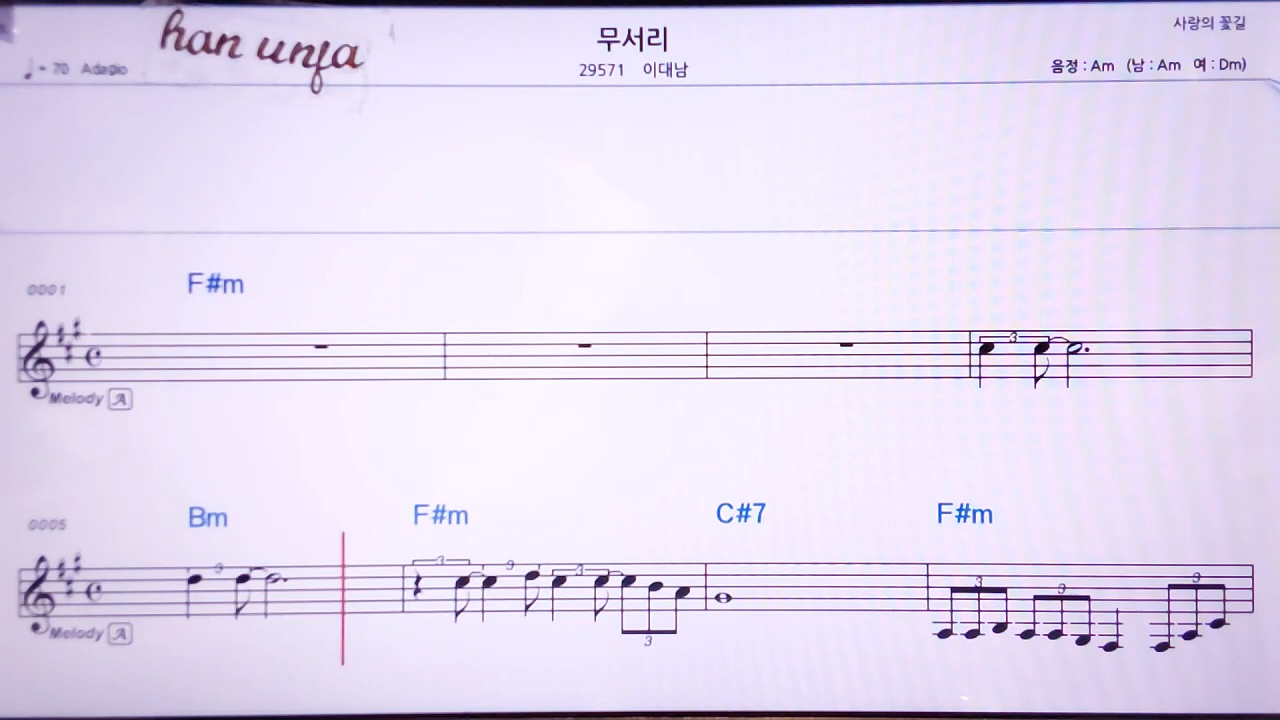 han unja
무서리
사랑의 꽃길
♩= 70 Adagio
29571 이대남
음정 : Am (남 : Am 여 : Dm)
0001
F#m
3
Melody A
0005
Bm F#m C#7 F#m
3 3 3 3 3 3 3
Melody A
3